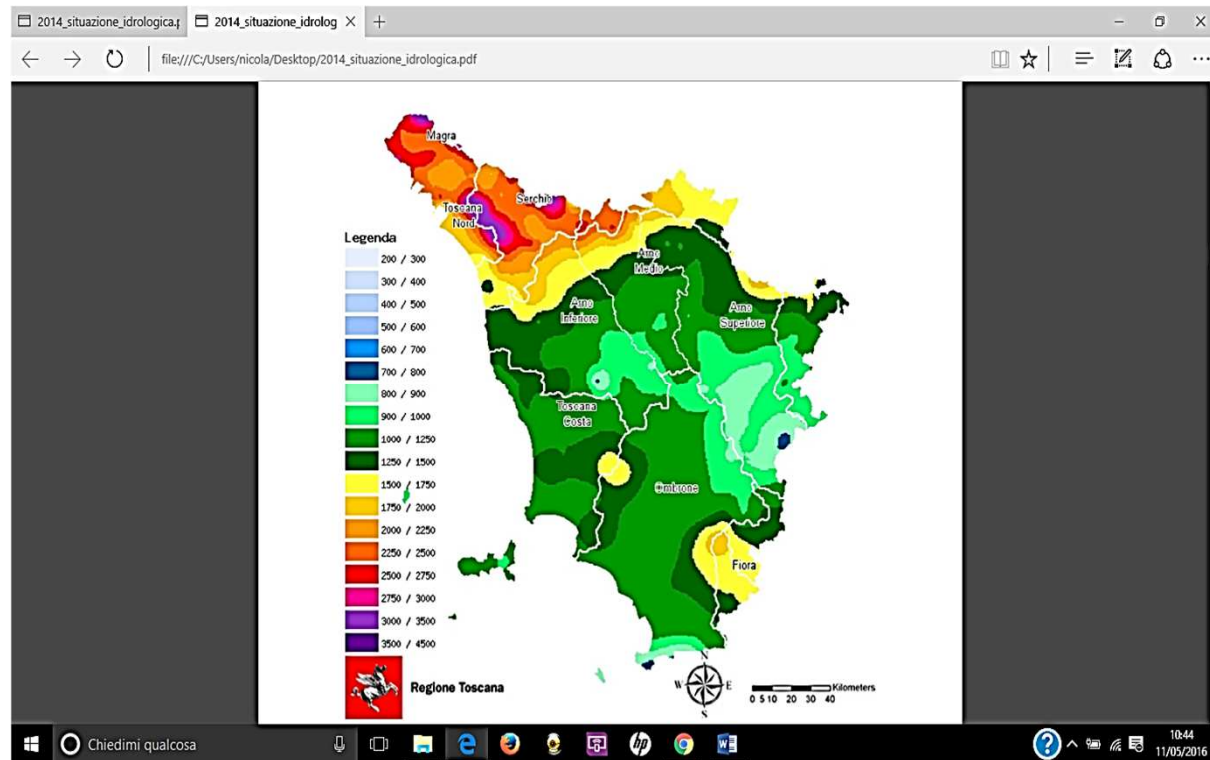 2014_situazione_idrologica.p
2014_situazione_idrolog
file:///C:/Users/nicola/Desktop/2014_situazione_idrologica.pdf
Magra
Serchio
Toscana
Nord
Legenda
200 / 300
300 / 400
400 / 500
500 / 600
600 / 700
700 / 800
800 / 900
900 / 1000
1000 / 1250
1250 / 1500
1500 / 1750
1750 / 2000
2000 / 2250
2250 / 2500
2500 / 2750
2750 / 3000
3000 / 3500
3500 / 4500
Arno
Medio
Arno
Inferiore
Arno
Superiore
Toscana
Costa
Ombrone
Fiora
Regione Toscana
N
W E
S
Kilometers
0 5 10 20 30 40
Chiedimi qualcosa
10:44
11/05/2016